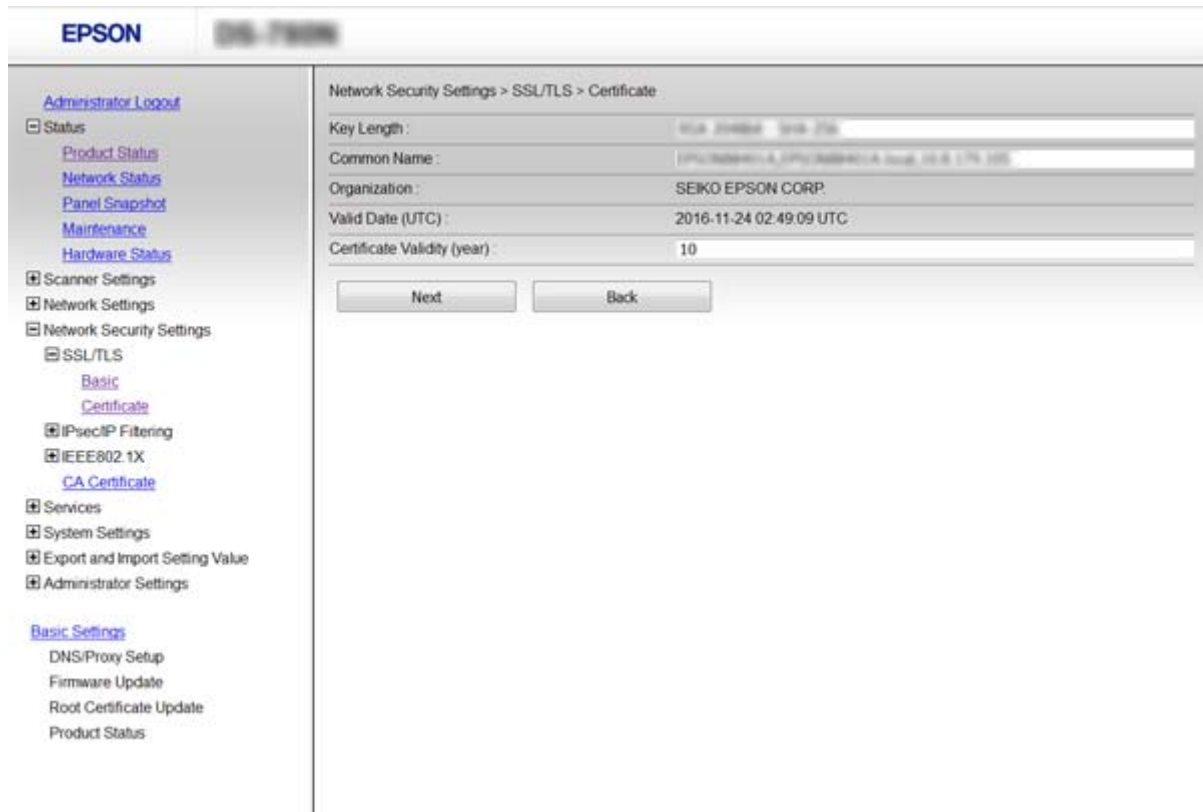 EPSON
Administrator Logout
Status
Product Status
Network Status
Panel Snapshot
Maintenance
Hardware Status
Scanner Settings
Network Settings
Network Security Settings
SSL/TLS
Basic
Certificate
IPsec/IP Filtering
IEEE802.1X
CA Certificate
Services
System Settings
Export and Import Setting Value
Administrator Settings
Basic Settings
DNS/Proxy Setup
Firmware Update
Root Certificate Update
Product Status
Network Security Settings > SSL/TLS > Certificate
Key Length :
Common Name :
Organization : SEIKO EPSON CORP.
Valid Date (UTC) : 2016-11-24 02:49:09 UTC
Certificate Validity (year) : 10
Next Back